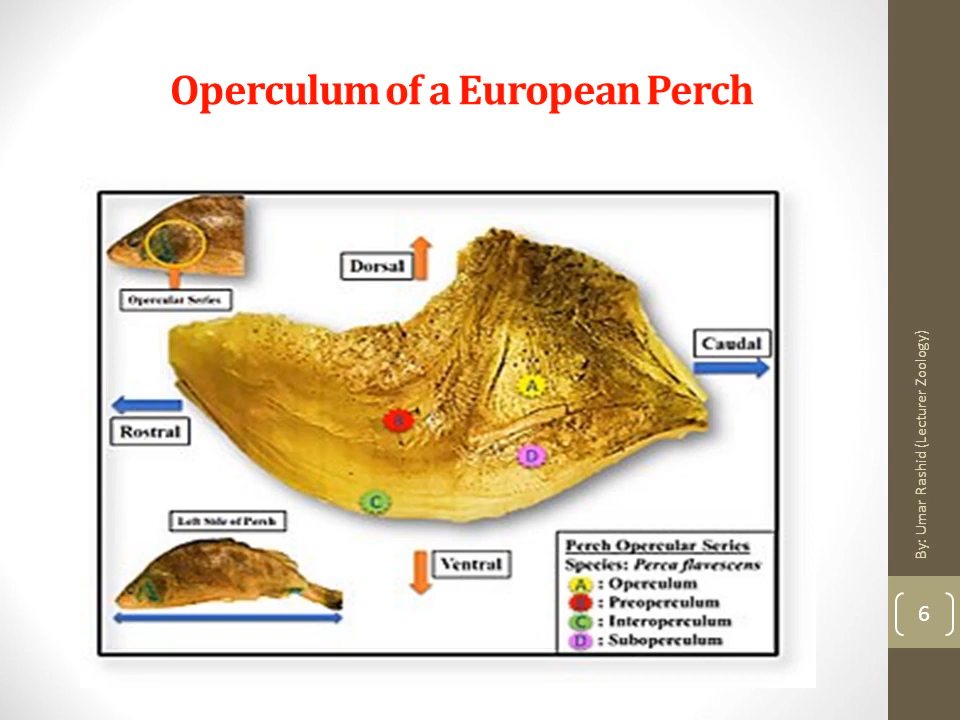 Operculum of a European Perch
Opercular Series
Dorsal
Caudal
Rostral
A
B
D
C
Left Side of Perch
Ventral
Perch Opercular Series
Species: Perca flavescens
A : Operculum
B : Preoperculum
C : Interoperculum
D : Suboperculum
By: Umar Rashid (Lecturer Zoology)
6